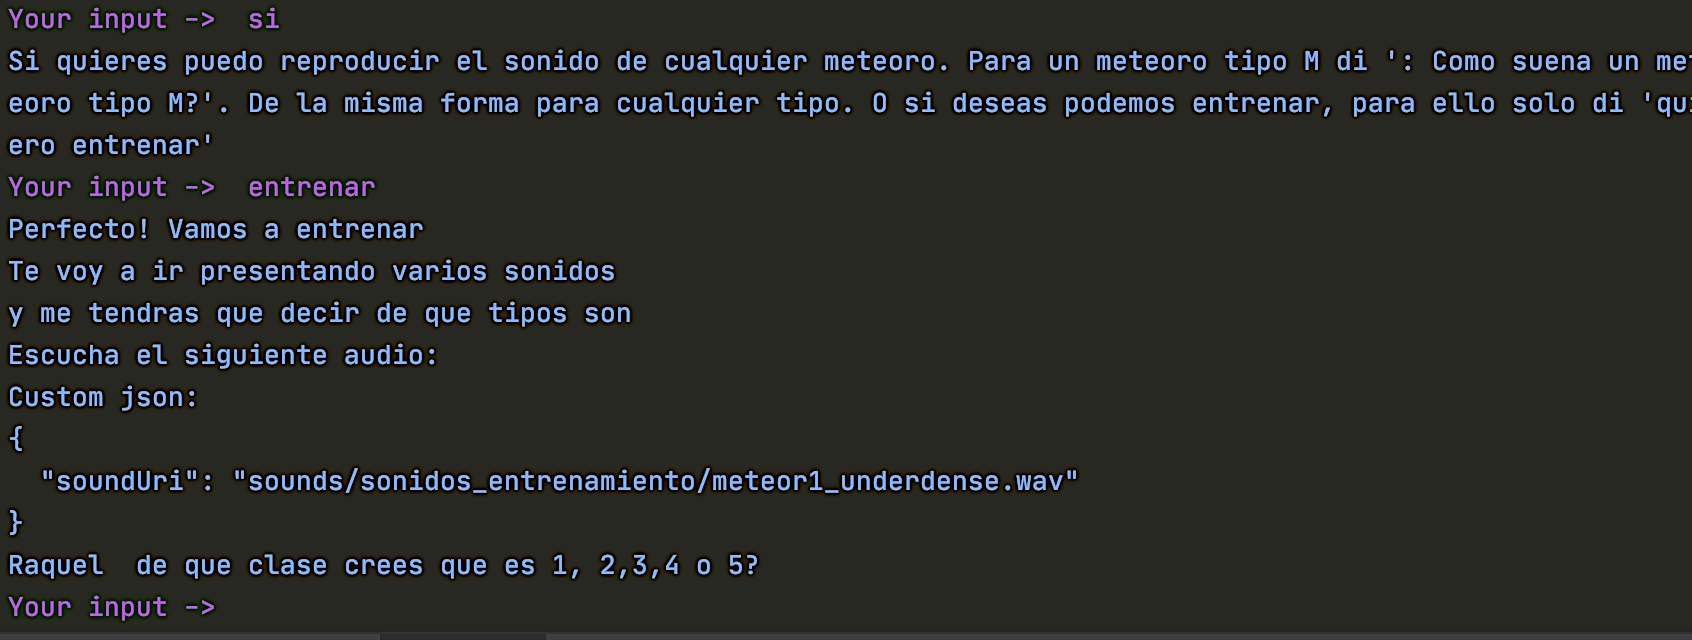 Your input ->  si
Si quieres puedo reproducir el sonido de cualquier meteoro. Para un meteoro tipo M di ': Como suena un met
eoro tipo M?'. De la misma forma para cualquier tipo. O si deseas podemos entrenar, para ello solo di 'qui
ero entrenar'
Your input ->  entrenar
Perfecto! Vamos a entrenar
Te voy a ir presentando varios sonidos
y me tendras que decir de que tipos son
Escucha el siguiente audio:
Custom json:
{
  "soundUri": "sounds/sonidos_entrenamiento/meteor1_underdense.wav"
}
Raquel  de que clase crees que es 1, 2,3,4 o 5?
Your input ->